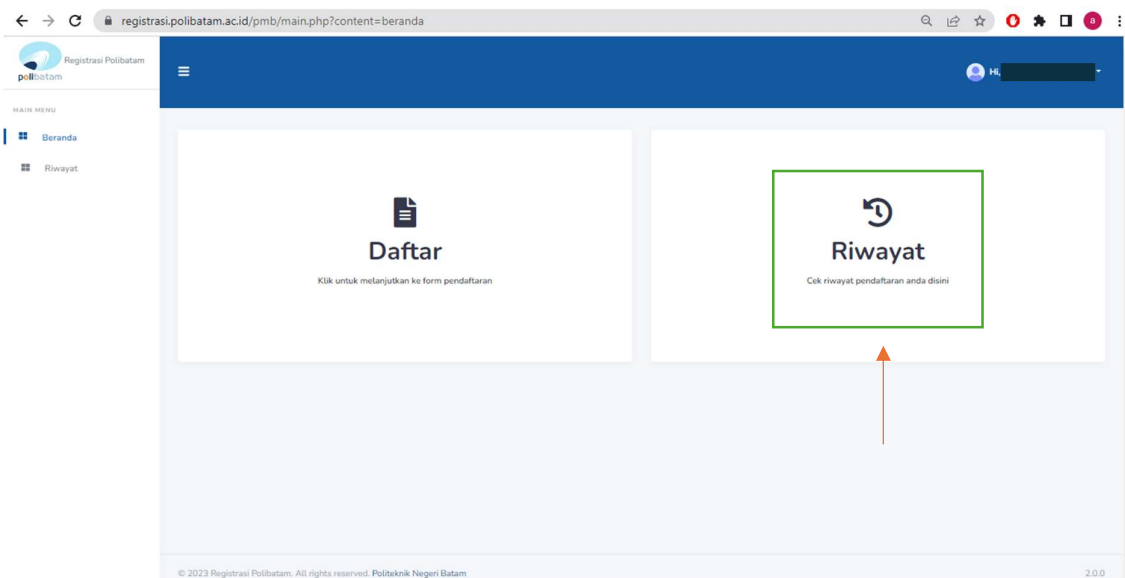 registrasi.polibatam.ac.id/pmb/main.php?content=beranda
a
Registrasi Polibatam
polibatam
Hi,
MAIN MENU
Beranda
Riwayat
Daftar
Klik untuk melanjutkan ke form pendaftaran
Riwayat
Cek riwayat pendaftaran anda disini
© 2023 Registrasi Polibatam. All rights reserved. Politeknik Negeri Batam
2.0.0